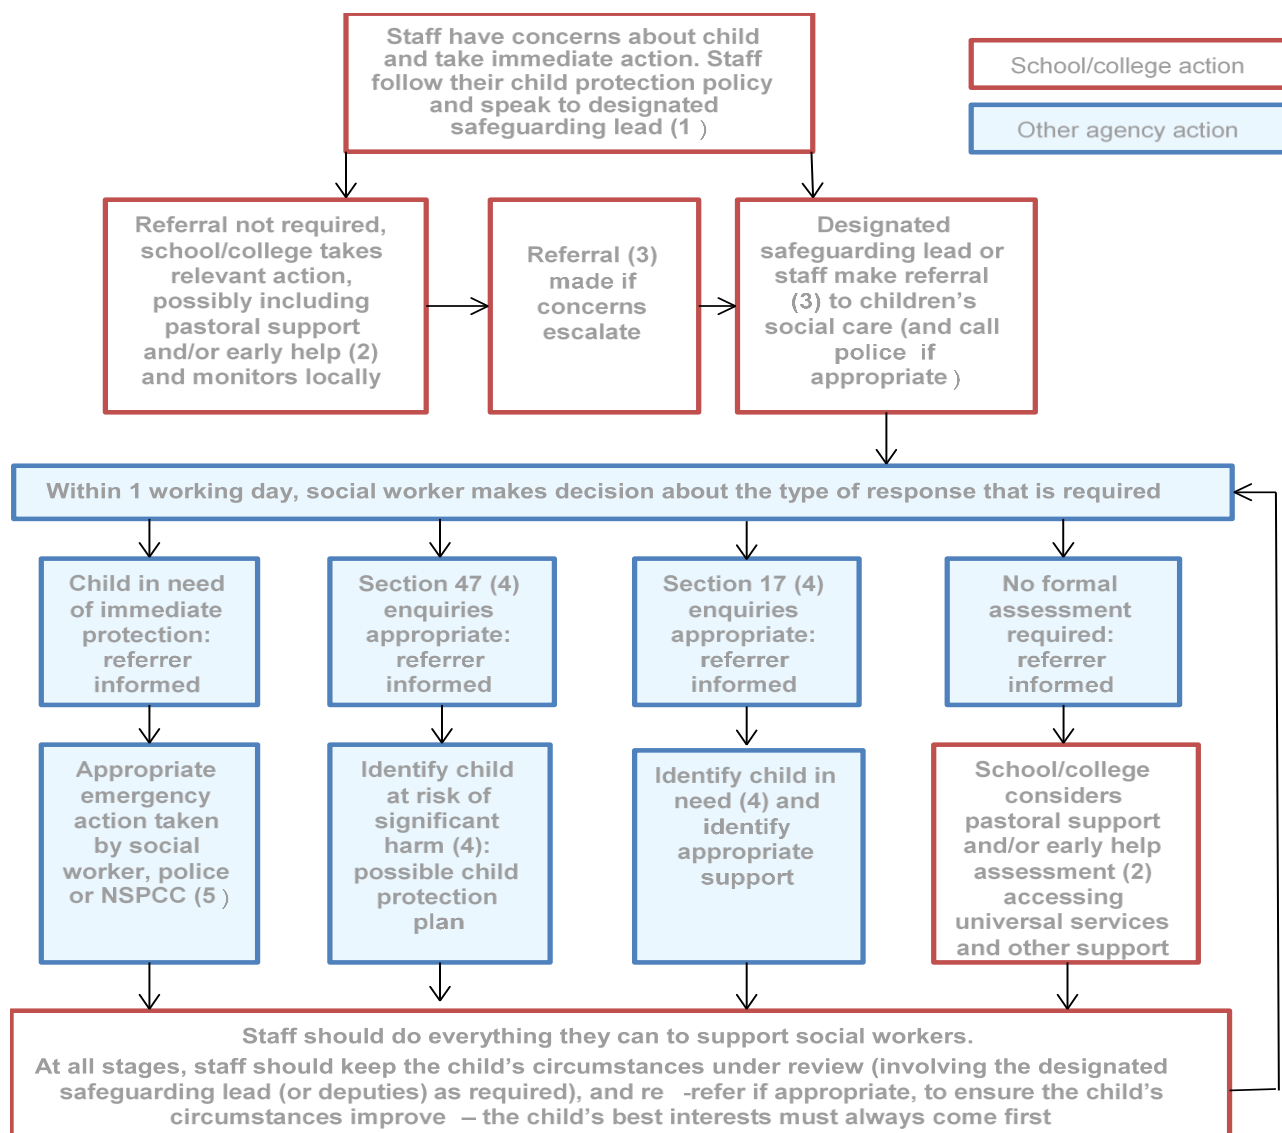 Staff have concerns about child
and take immediate action. Staff
follow their child protection policy
and speak to designated
safeguarding lead (1 )
School/college action
Other agency action
Referral not required,
school/college takes
relevant action,
possibly including
pastoral support
and/or early help (2)
and monitors locally
Referral (3)
made if
concerns
escalate
Designated
safeguarding lead or
staff make referral
(3) to children’s
social care (and call
police if
appropriate )
Within 1 working day, social worker makes decision about the type of response that is required
Child in need
of immediate
protection:
referrer
informed
Section 47 (4)
enquiries
appropriate:
referrer
informed
Section 17 (4)
enquiries
appropriate:
referrer
informed
No formal
assessment
required:
referrer
informed
Appropriate
emergency
action taken
by social
worker, police
or NSPCC (5 )
Identify child
at risk of
significant
harm (4):
possible child
protection
plan
Identify child in
need (4) and
identify
appropriate
support
School/college
considers
pastoral support
and/or early help
assessment (2)
accessing
universal services
and other support
Staff should do everything they can to support social workers.
At all stages, staff should keep the child’s circumstances under review (involving the designated
safeguarding lead (or deputies) as required), and re -refer if appropriate, to ensure the child’s
circumstances improve – the child’s best interests must always come first